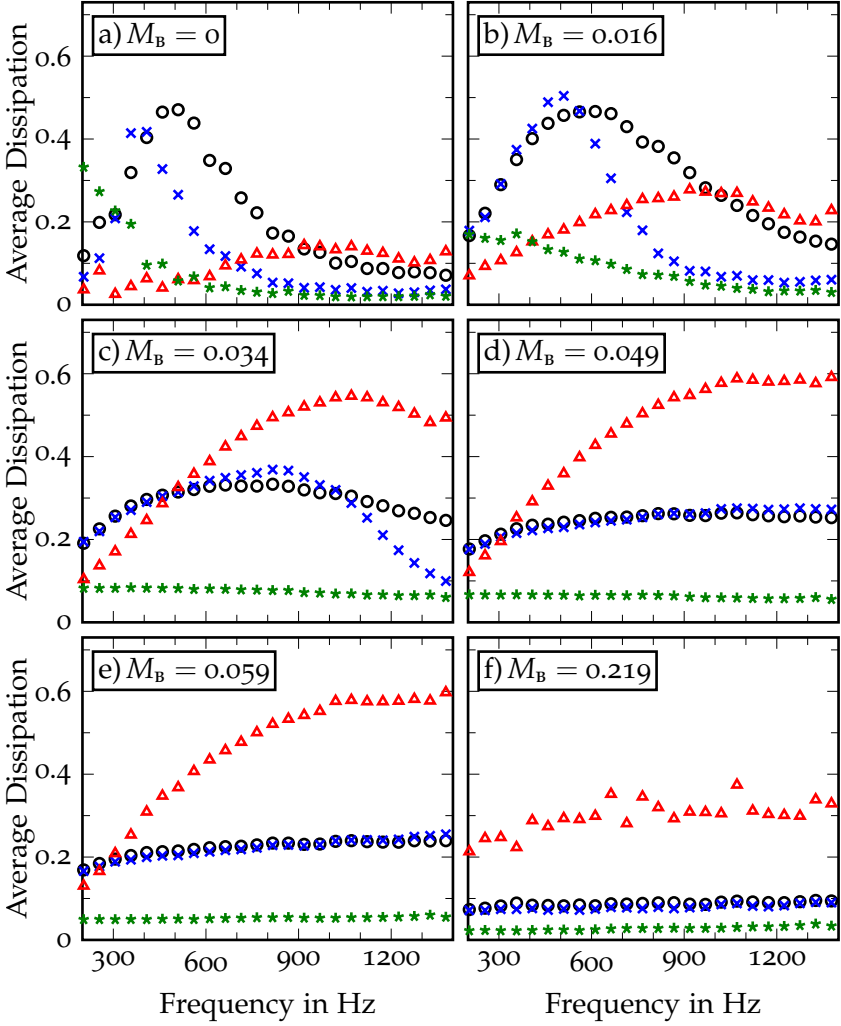 a) M_B = 0
b) M_B = 0.016
0.6
0.4
0.2
0
Average Dissipation
c) M_B = 0.034
d) M_B = 0.049
0.6
0.4
0.2
0
Average Dissipation
e) M_B = 0.059
f) M_B = 0.219
0.6
0.4
0.2
0
Average Dissipation
300 600 900 1200 300 600 900 1200
Frequency in Hz Frequency in Hz